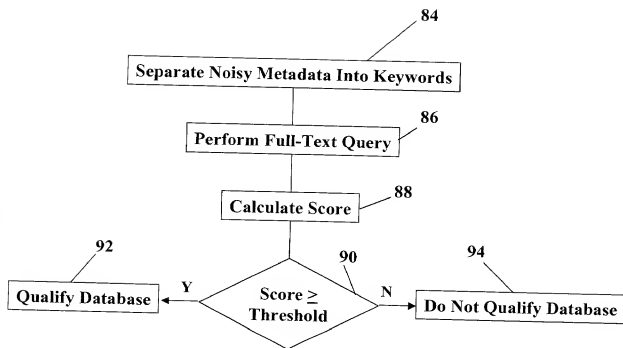 84
Separate Noisy Metadata Into Keywords
86
Perform Full-Text Query
88
Calculate Score
92
90
94
Y
N
Qualify Database
Score ≥
Threshold
Do Not Qualify Database